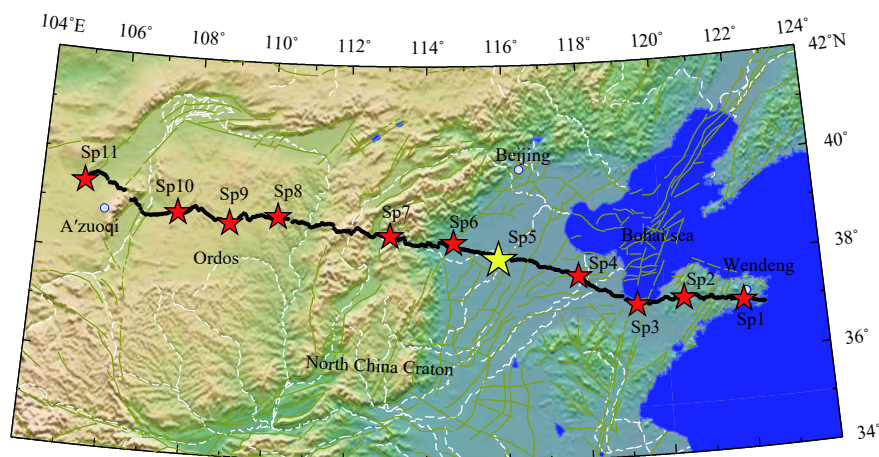 104°E
106°
108°
110°
112°
114°
116°
118°
120°
122°
124°
42°N
40°
38°
36°
34°
Beijing
Sp11
Sp10
Sp9
Sp8
Sp7
Sp6
Sp5
Sp4
Sp3
Sp2
Sp1
A'zuoqi
Ordos
Bohai sea
Wendeng
North China Craton